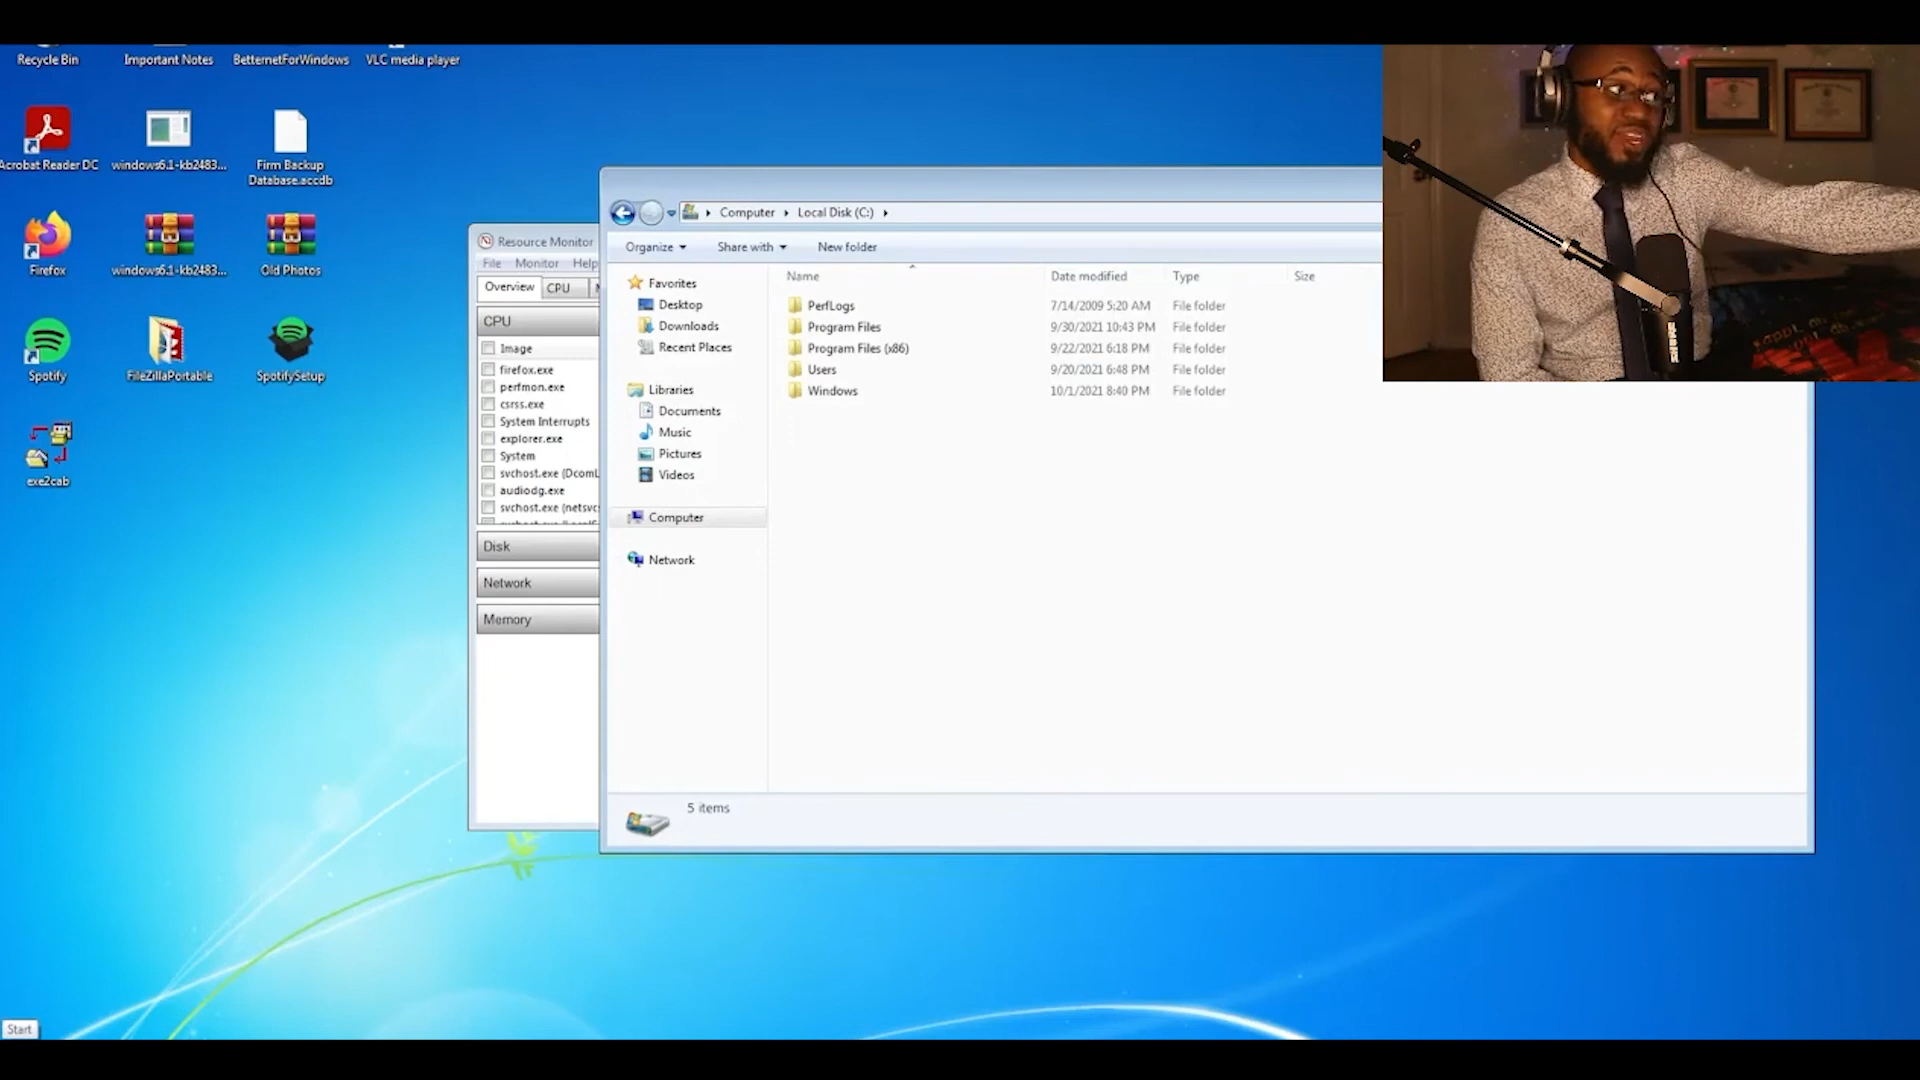 Recycle Bin
Important Notes
BetternetForWindows
VLC media player
Acrobat Reader DC
windows6.1-kb2483...
Firm Backup
Database.accdb
Firefox
windows6.1-kb2483...
Old Photos
Spotify
FileZillaPortable
SpotifySetup
exe2cab
Resource Monitor
File Monitor Help
Overview CPU
CPU
Image
firefox.exe
perfmon.exe
csrss.exe
System Interrupts
explorer.exe
System
svchost.exe (DcomL
audiodg.exe
svchost.exe (netsvcs
Disk
Network
Memory
Computer Local Disk (C:)
Organize Share with New folder
Favorites
Desktop
Downloads
Recent Places
Libraries
Documents
Music
Pictures
Videos
Computer
Network
Name Date modified Type Size
PerfLogs 7/14/2009 5:20 AM File folder
Program Files 9/30/2021 10:43 PM File folder
Program Files (x86) 9/22/2021 6:18 PM File folder
Users 9/20/2021 6:48 PM File folder
Windows 10/1/2021 8:40 PM File folder
5 items
Start